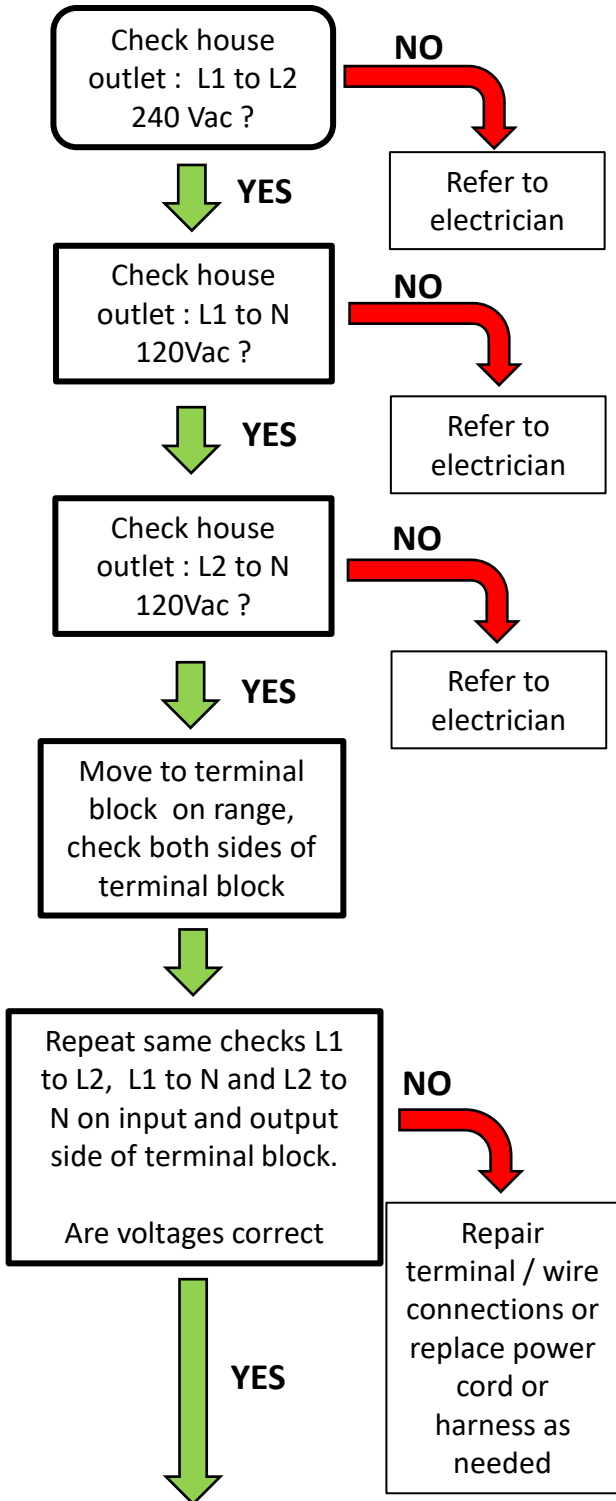 Check house
outlet : L1 to L2
240 Vac ?
NO
Refer to
electrician
YES
Check house
outlet : L1 to N
120Vac ?
NO
Refer to
electrician
YES
Check house
outlet : L2 to N
120Vac ?
NO
Refer to
electrician
YES
Move to terminal
block on range,
check both sides of
terminal block
Repeat same checks L1
to L2, L1 to N and L2 to
N on input and output
side of terminal block.
Are voltages correct
NO
Repair
terminal / wire
connections or
replace power
cord or
harness as
needed
YES